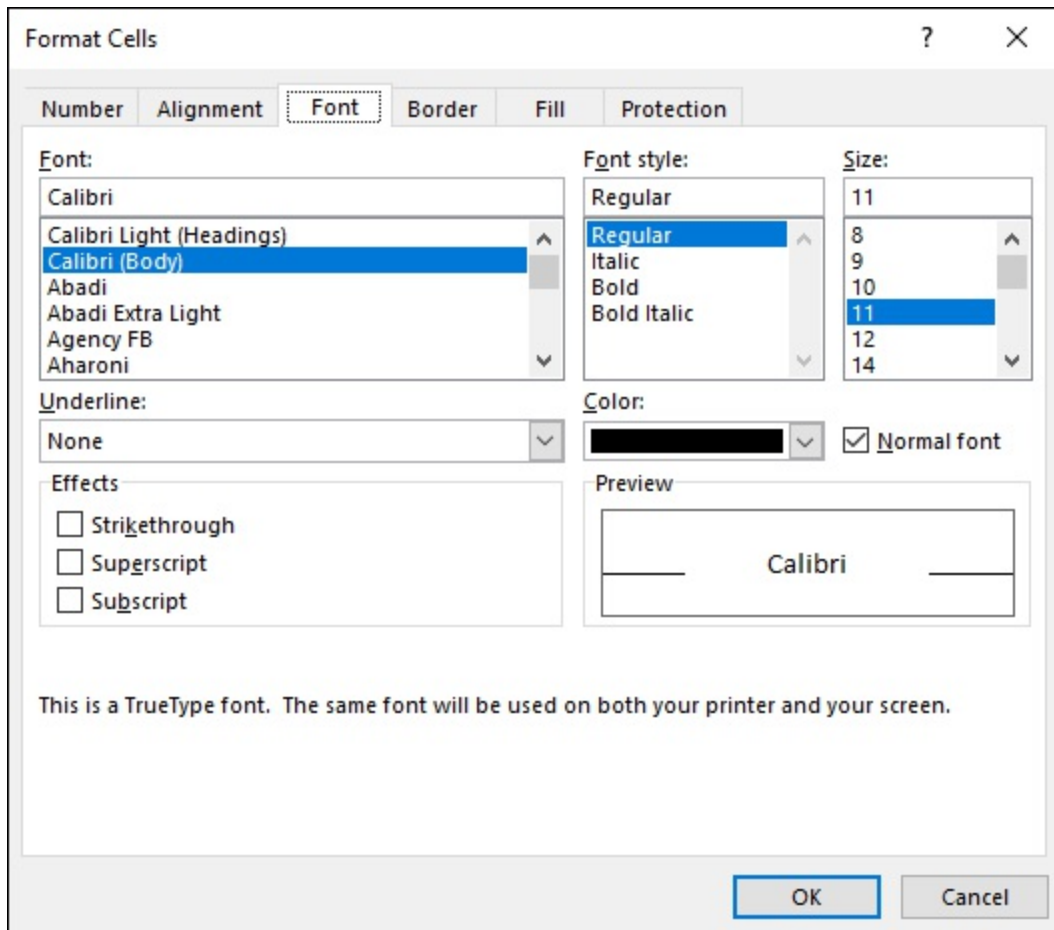 Format Cells ?
Number Alignment Font Border Fill Protection
Font: Font style: Size:
Calibri Regular 11
Calibri Light (Headings) Regular 8
Calibri (Body) Italic 9
Abadi Bold 10
Abadi Extra Light Bold Italic 11
Agency FB 12
Aharoni 14
Underline: Color:
None Normal font
Effects Preview
Strikethrough
Superscript Calibri
Subscript
This is a TrueType font.  The same font will be used on both your printer and your screen.
OK Cancel